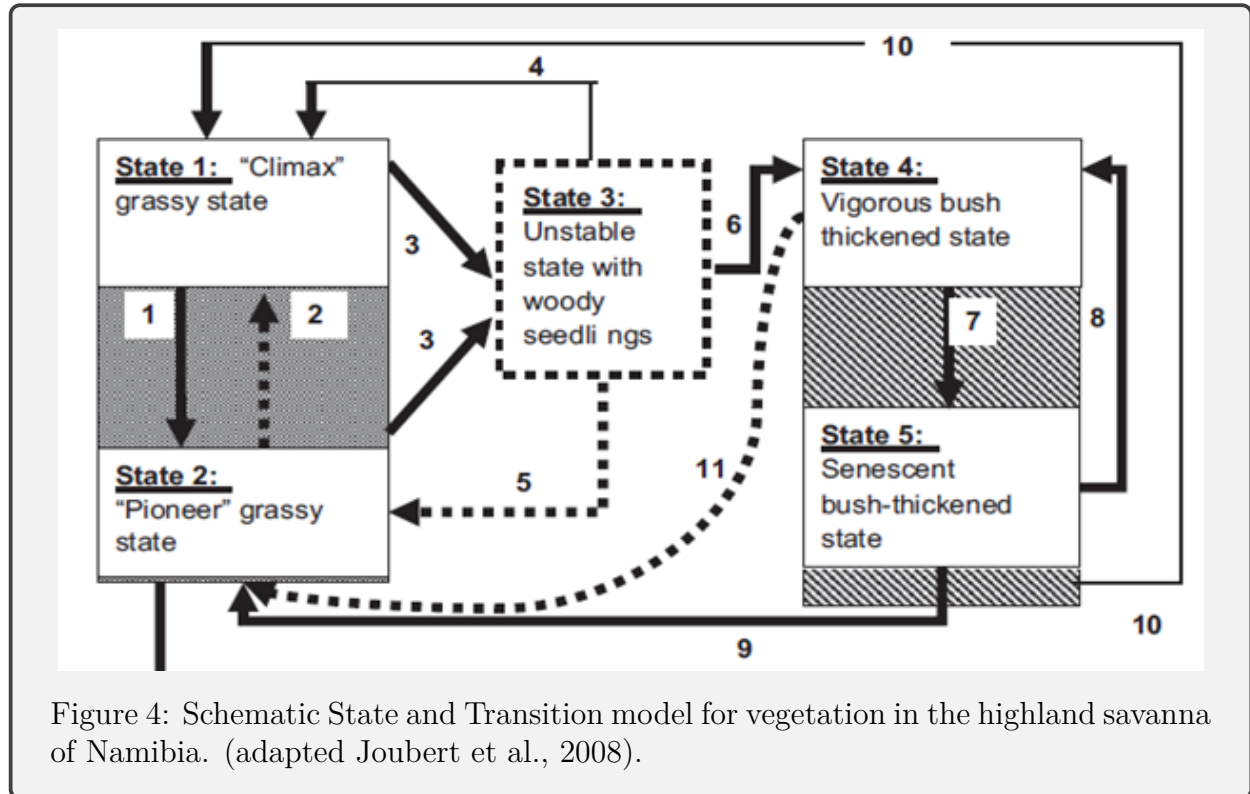 10
4
State 1: "Climax"
grassy state
State 3:
Unstable
state with
woody
seedli ngs
State 4:
Vigorous bush
thickened state
3
6
1
2
3
7
8
State 2:
"Pioneer" grassy
state
5
11
State 5:
Senescent
bush-thickened
state
9
10
Figure 4: Schematic State and Transition model for vegetation in the highland savanna
of Namibia. (adapted Joubert et al., 2008).